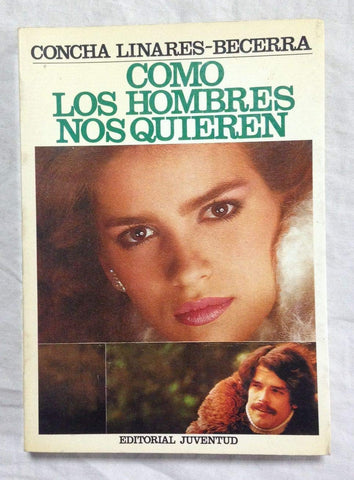 CONCHA LINARES-BECERRA
COMO
LOS HOMBRES
NOS QUIEREN
EDITORIAL JUVENTUD